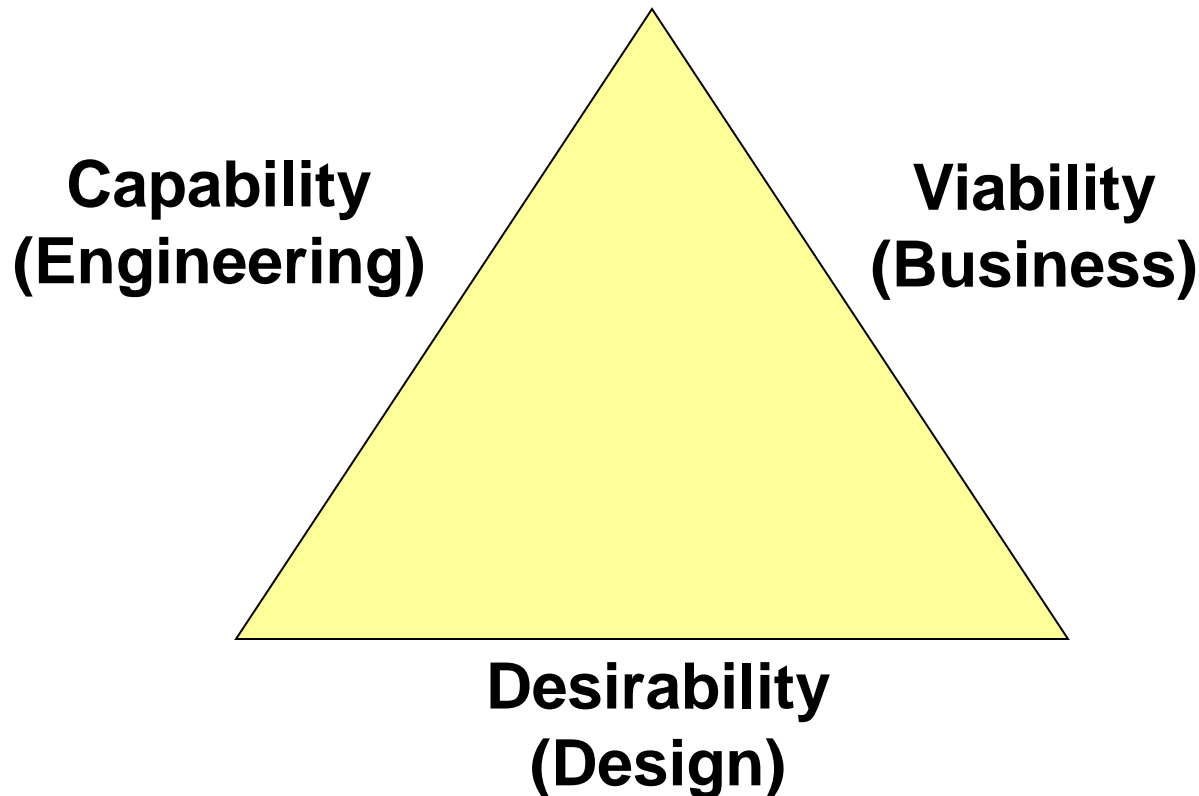 Capability
(Engineering)
Viability
(Business)
Desirability
(Design)